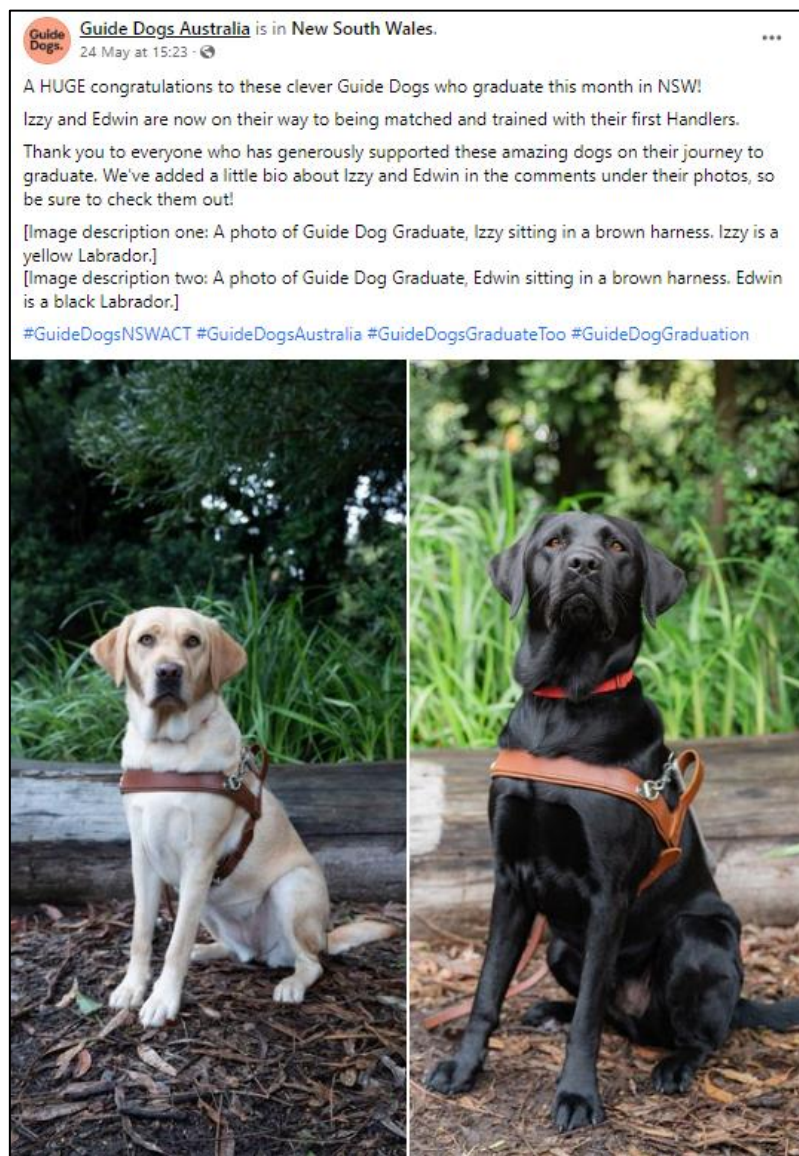 Guide
Dogs.
Guide Dogs Australia is in New South Wales.
24 May at 15:23 ·
A HUGE congratulations to these clever Guide Dogs who graduate this month in NSW!
Izzy and Edwin are now on their way to being matched and trained with their first Handlers.
Thank you to everyone who has generously supported these amazing dogs on their journey to
graduate. We've added a little bio about Izzy and Edwin in the comments under their photos, so
be sure to check them out!
[Image description one: A photo of Guide Dog Graduate, Izzy sitting in a brown harness. Izzy is a
yellow Labrador.]
[Image description two: A photo of Guide Dog Graduate, Edwin sitting in a brown harness. Edwin
is a black Labrador.]
#GuideDogsNSWACT #GuideDogsAustralia #GuideDogsGraduateToo #GuideDogGraduation